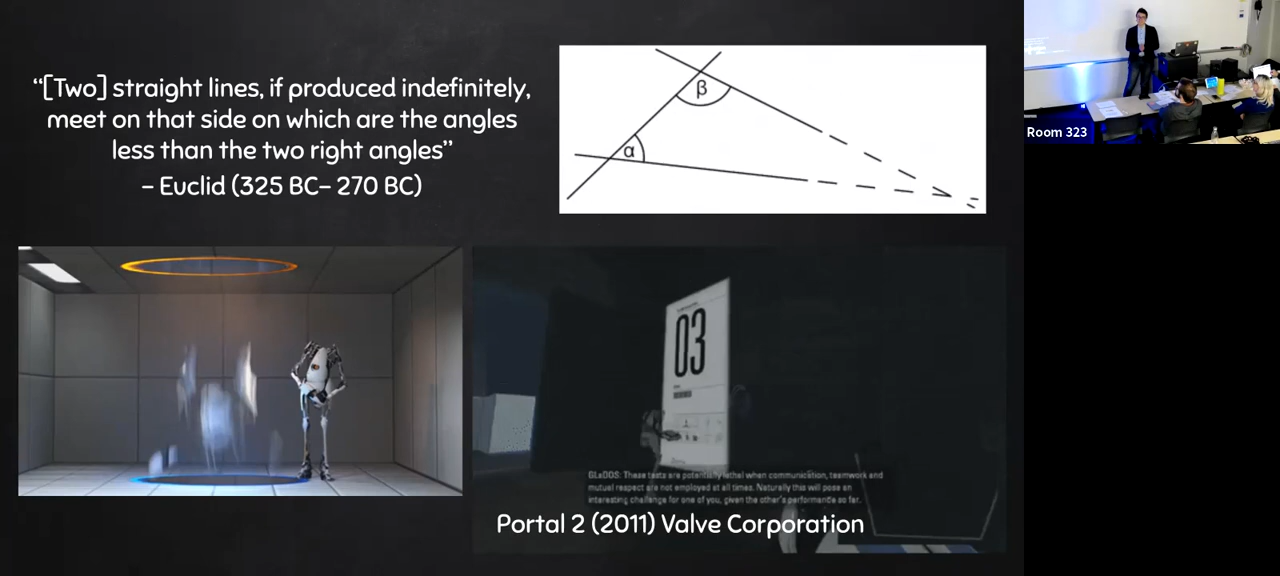 “[Two] straight lines, if produced indefinitely,
meet on that side on which are the angles
less than the two right angles”
– Euclid (325 BC– 270 BC)
β
α
Room 323
03
GLaDOS: These tests are potentially lethal when communication, teamwork and
mutual respect are not employed at all times. Naturally this will pose an
interesting challenge for one of you, given the other's performance so far.
Portal 2 (2011) Valve Corporation